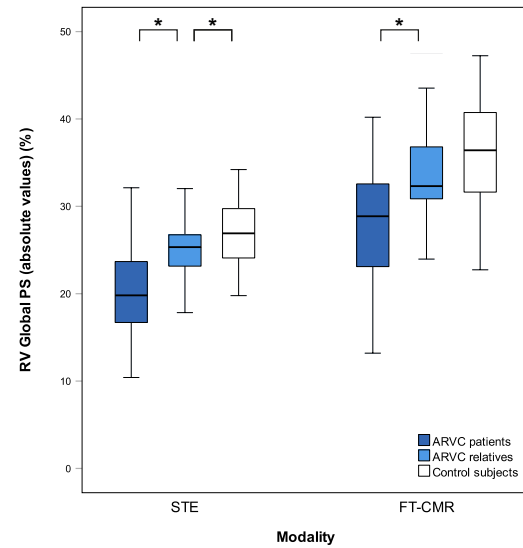 50
40
30
20
10
0
RV Global PS (absolute values) (%)
* * *
ARVC patients
ARVC relatives
Control subjects
STE FT-CMR
Modality